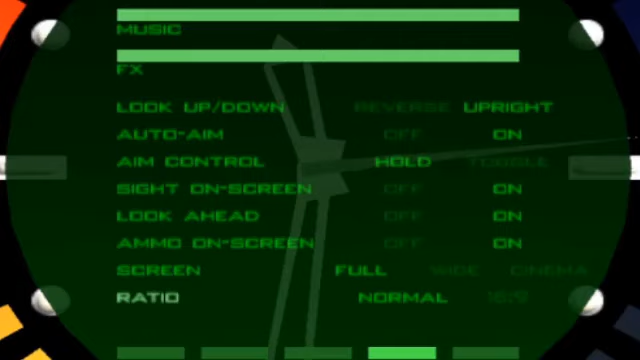 MUSIC
FX
LOOK UP/DOWN REVERSE UPRIGHT
AUTO-AIM OFF ON
AIM CONTROL HOLD TOGGLE
SIGHT ON-SCREEN OFF ON
LOOK AHEAD OFF ON
AMMO ON-SCREEN OFF ON
SCREEN FULL WIDE CINEMA
RATIO NORMAL 16:9